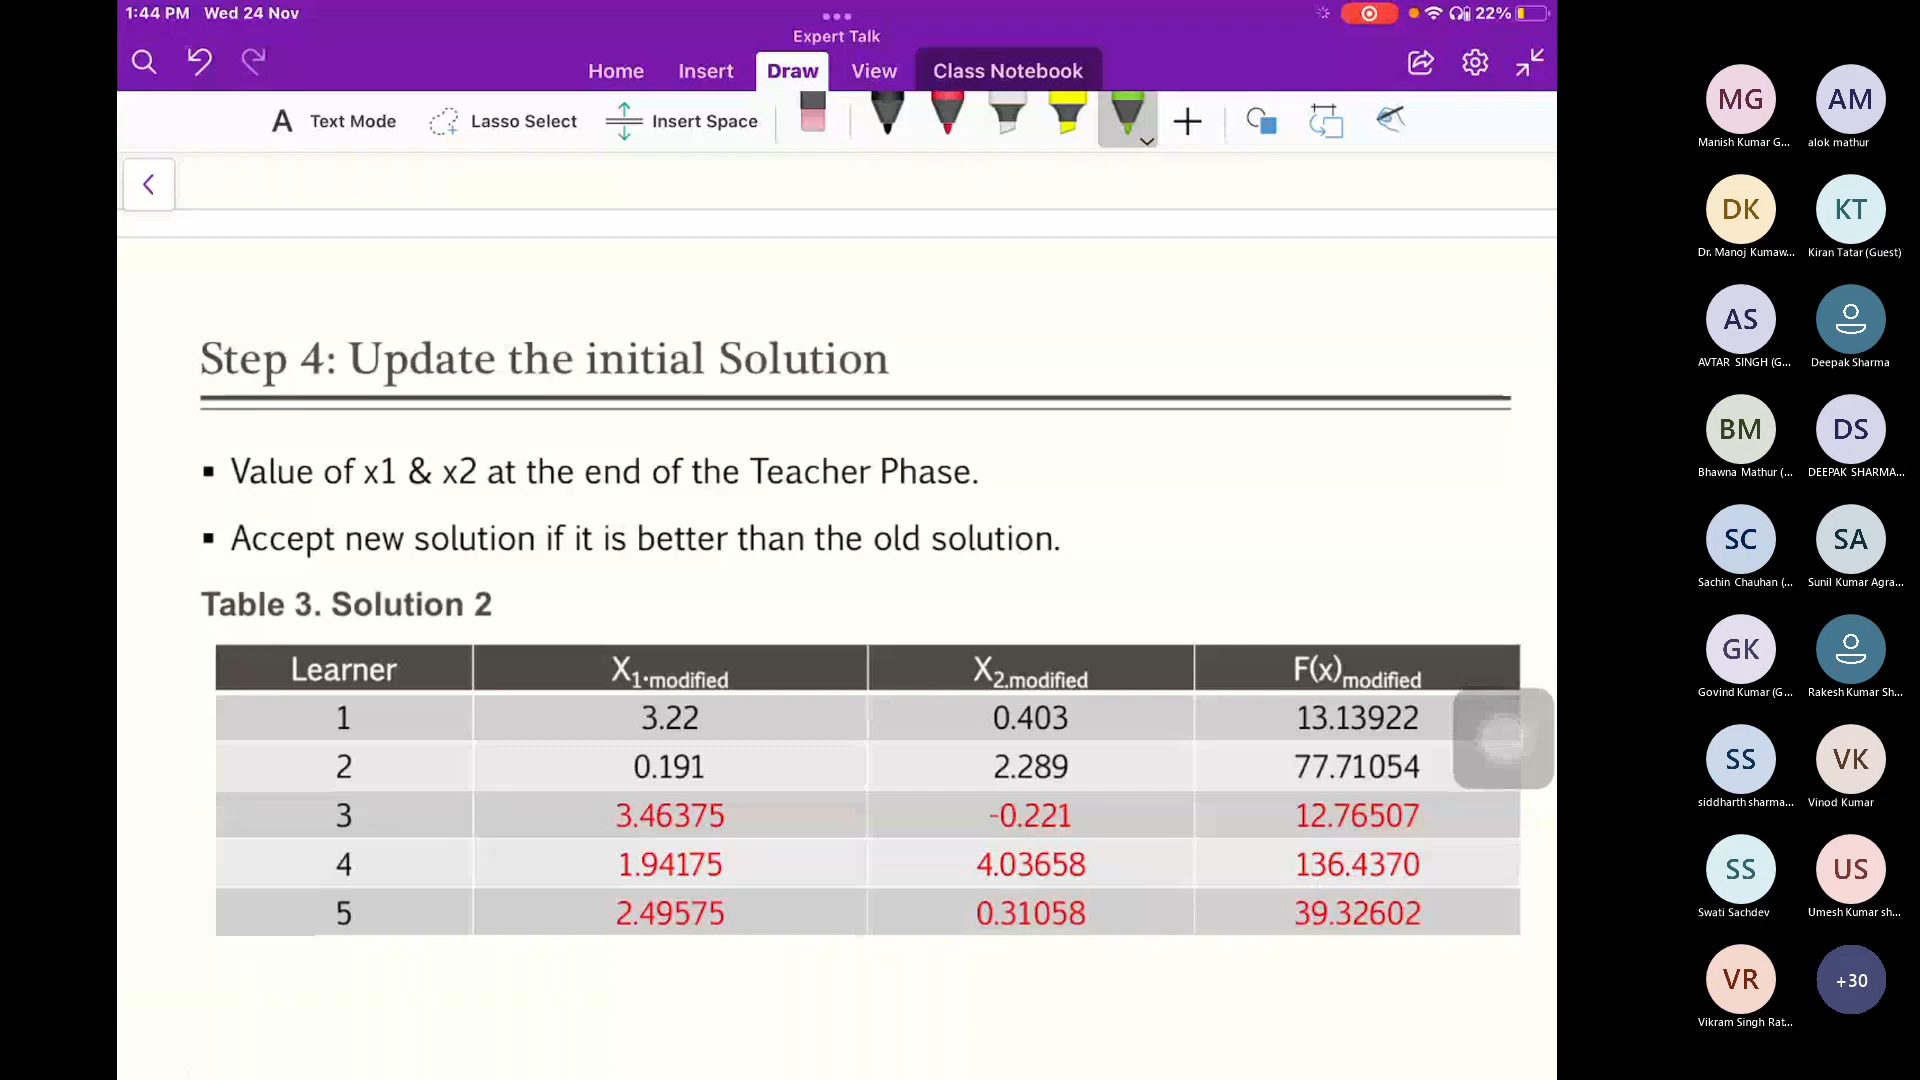 1:44 PM Wed 24 Nov
22%
Expert Talk
Home Insert Draw View Class Notebook
A Text Mode Lasso Select Insert Space
Step 4: Update the initial Solution
▪ Value of x1 & x2 at the end of the Teacher Phase.
▪ Accept new solution if it is better than the old solution.
Table 3. Solution 2
Learner X1.modified X2.modified F(x)modified
1 3.22 0.403 13.13922
2 0.191 2.289 77.71054
3 3.46375 -0.221 12.76507
4 1.94175 4.03658 136.4370
5 2.49575 0.31058 39.32602
MG AM
Manish Kumar G... alok mathur
DK KT
Dr. Manoj Kumaw... Kiran Tatar (Guest)
AS
AVTAR SINGH (G... Deepak Sharma
BM DS
Bhawna Mathur (... DEEPAK SHARMA...
SC SA
Sachin Chauhan (... Sunil Kumar Agra...
GK
Govind Kumar (G... Rakesh Kumar Sh...
SS VK
siddharth sharma... Vinod Kumar
SS US
Swati Sachdev Umesh Kumar sh...
VR +30
Vikram Singh Rat...